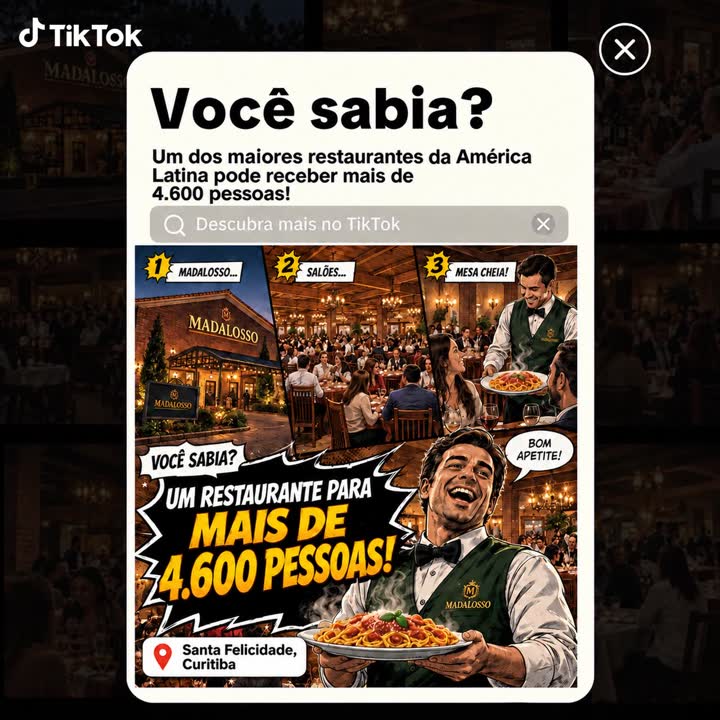 TikTok
Você sabia?
Um dos maiores restaurantes da América
Latina pode receber mais de
4.600 pessoas!
Descubra mais no TikTok
1 MADALOSSO...
2 SALÕES...
3 MESA CHEIA!
MADALOSSO
MADALOSSO
VOCÊ SABIA?
UM RESTAURANTE PARA
MAIS DE
4.600 PESSOAS!
BOM
APETITE!
M
MADALOSSO
Santa Felicidade,
Curitiba
MADALOSSO